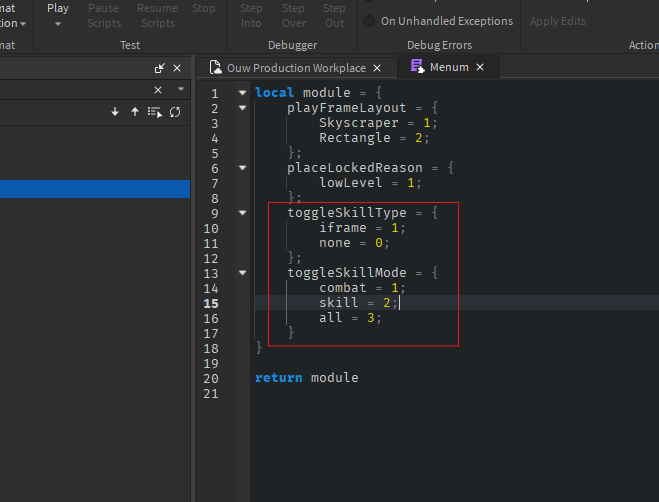 mat
tion
mat
Play
Pause
Scripts
Resume
Scripts
Stop
Test
Step
Into
Step
Over
Step
Out
Debugger
On Unhandled Exceptions
Debug Errors
Apply Edits
Action
Ouw Production Workplace
Menum
1 local module = {
2 playFrameLayout = {
3 Skyscraper = 1;
4 Rectangle = 2;
5 };
6 placeLockedReason = {
7 lowLevel = 1;
8 };
9 toggleSkillType = {
10 iframe = 1;
11 none = 0;
12 };
13 toggleSkillMode = {
14 combat = 1;
15 skill = 2;
16 all = 3;
17 }
18 }
19
20 return module
21